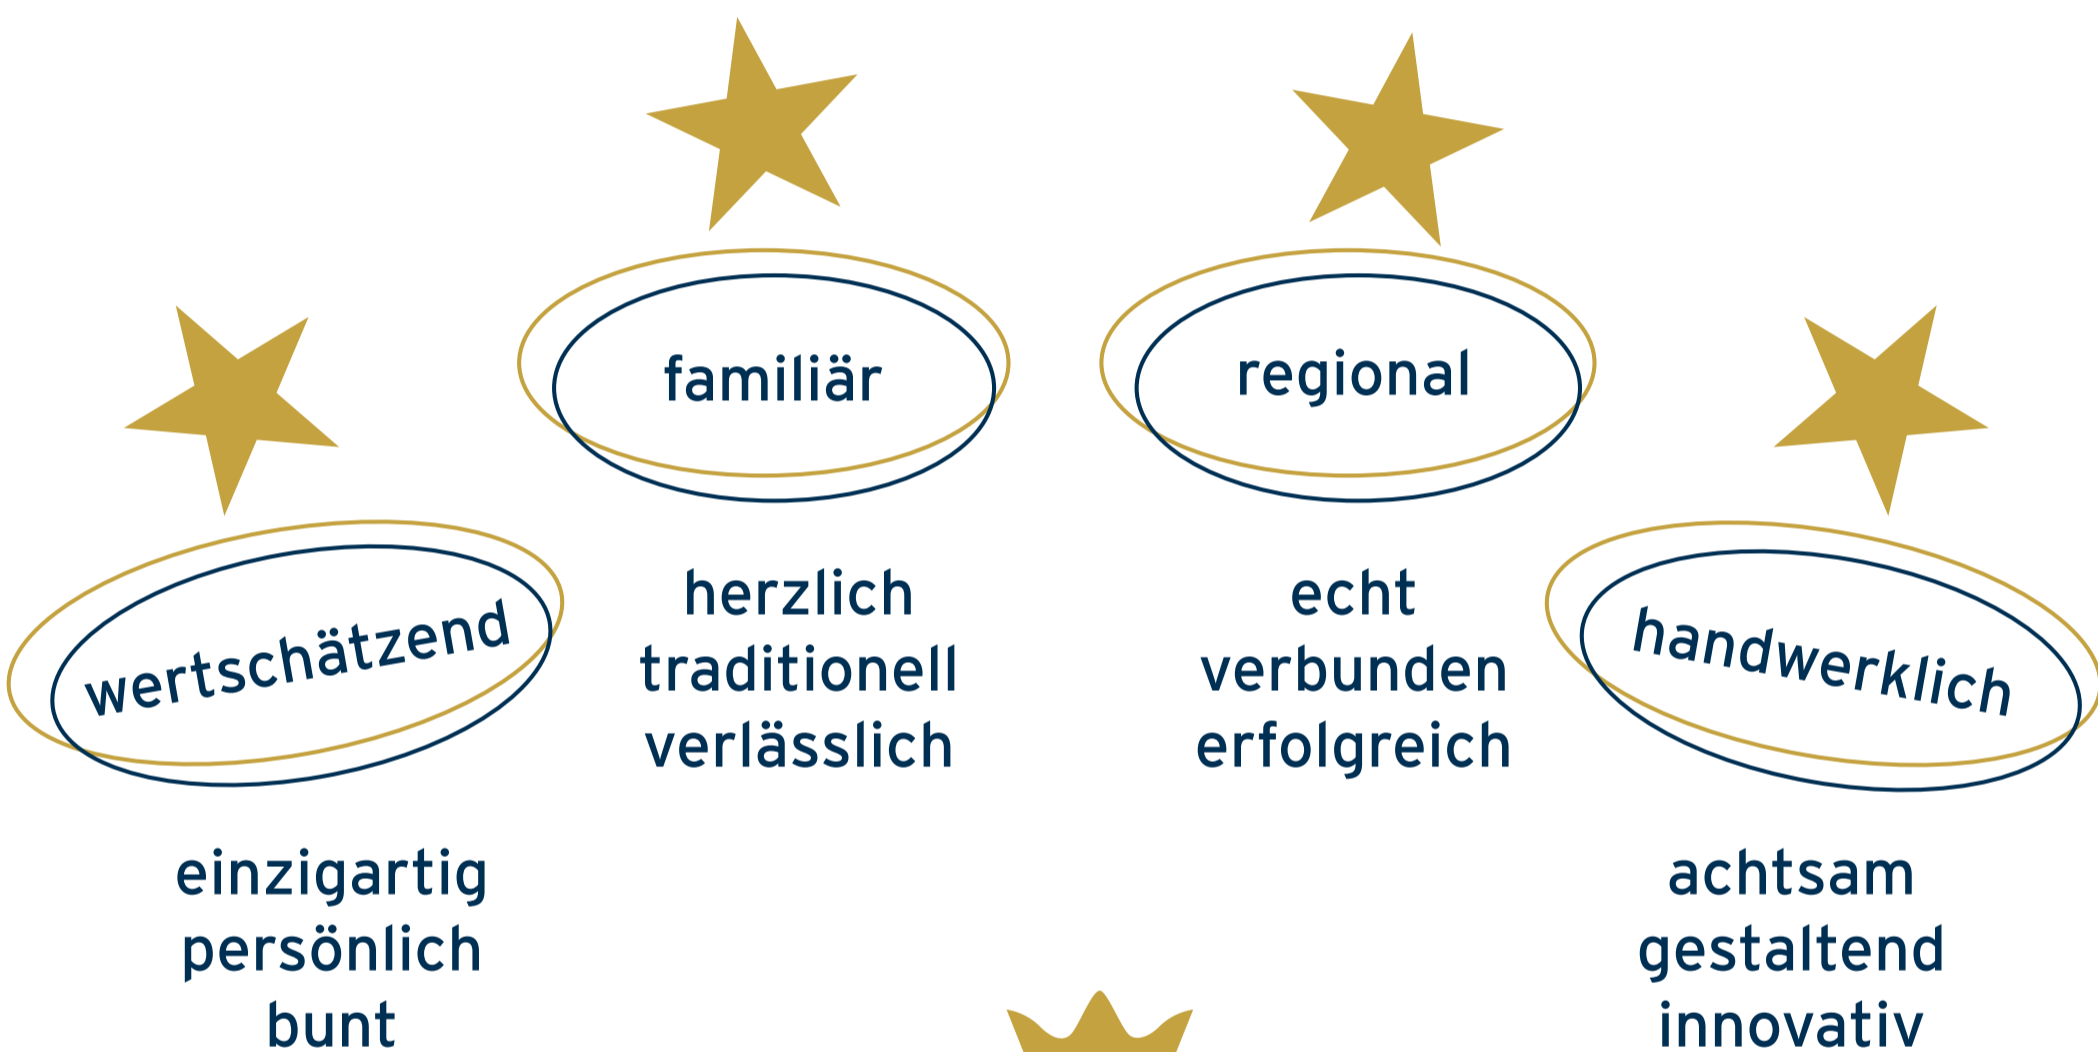 wertschätzend
einzigartig
persönlich
bunt
familiär
herzlich
traditionell
verlässlich
regional
echt
verbunden
erfolgreich
handwerklich
achtsam
gestaltend
innovativ